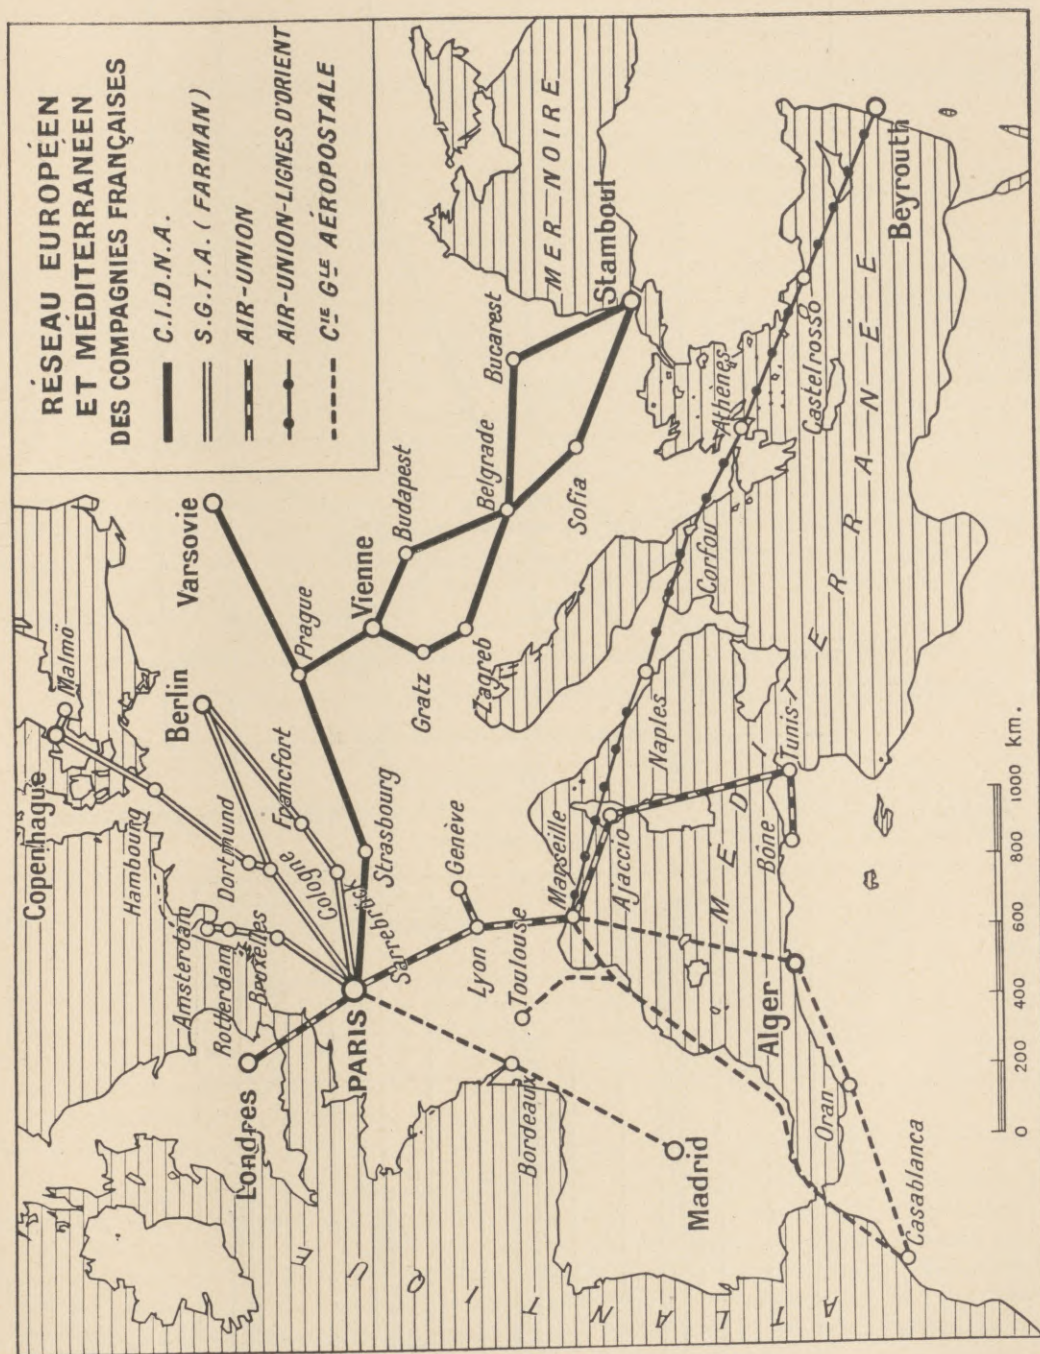 RÉSEAU EUROPÉEN
ET MÉDITERRANÉEN
DES COMPAGNIES FRANÇAISES
C.I.D.N.A.
S.G.T.A. (FARMAN)
AIR-UNION
AIR-UNION-LIGNES D'ORIENT
CIE GLE AÉROPOSTALE
Copenhague
Malmö
Hambourg
Berlin
Varsovie
Amsterdam
Rotterdam
Bruxelles
Dortmund
Cologne
Francfort
Prague
Londres
PARIS
Sarrebrück
Strasbourg
Vienne
Budapest
Gratz
Zagreb
Belgrade
Bucarest
Sofia
Stamboul
MER NOIRE
Genève
Lyon
Toulouse
Bordeaux
Marseille
Ajaccio
Naples
Corfou
Athènes
Castelrosso
Beyrouth
Madrid
Alger
Oran
Bône
Tunis
Casablanca
MÉDITERRANÉE
ATLANTIQUE
0 200 400 600 800 1000 km.